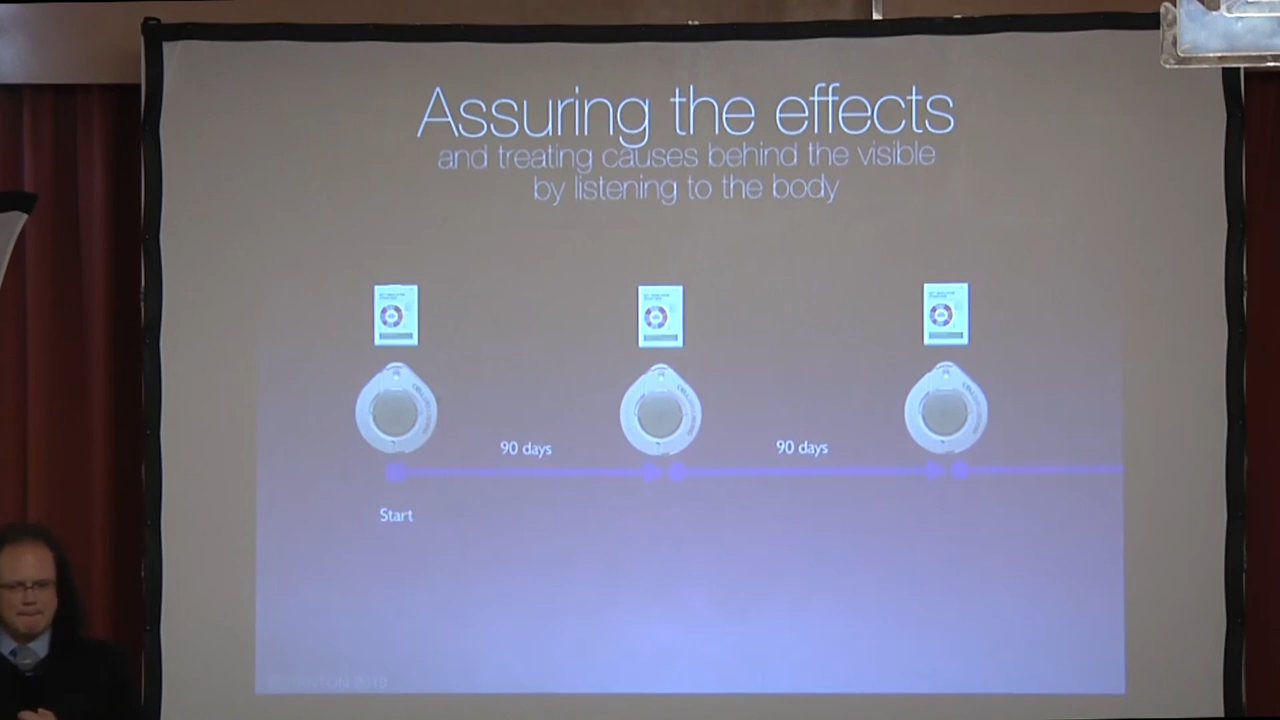 Assuring the effects
and treating causes behind the visible
by listening to the body
90 days
90 days
Start